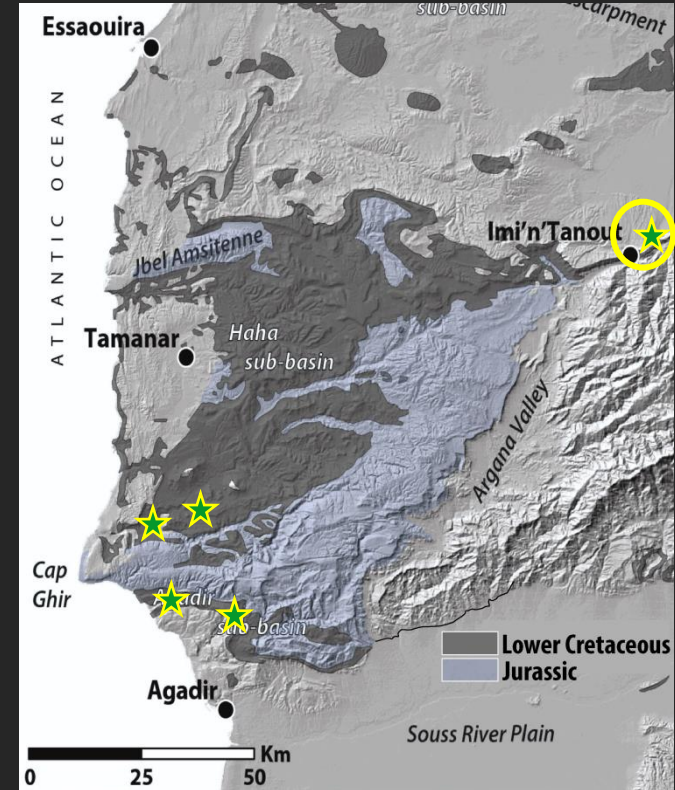 sub-basin
Essaouira
ATLANTIC OCEAN
Imi'n'Tanout
Jbel Amsitenne
Tamanar
Haha
sub-basin
Argana Valley
Cap
Ghir
sub-basin
Lower Cretaceous
Jurassic
Agadir
Souss River Plain
Km
0 25 50